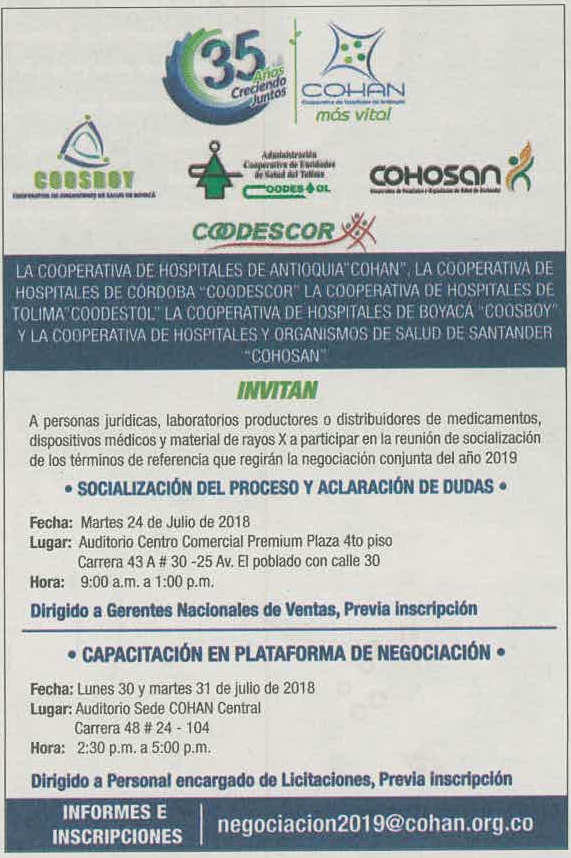 35
Años
Creciendo
Juntos
COHAN
Cooperativa de Hospitales de Antioquia
más vital
COOSBOY
COOPERATIVA DE ORGANISMOS DE SALUD DE BOYACÁ
Administración
Cooperativa de Entidades
de Salud del Tolima
COODESTOL
COHOSAN
Cooperativa de Hospitales y Organismos de Salud de Santander
COODESCOR
LA COOPERATIVA DE HOSPITALES DE ANTIOQUIA"COHAN", LA COOPERATIVA DE
HOSPITALES DE CÓRDOBA "COODESCOR" LA COOPERATIVA DE HOSPITALES DE
TOLIMA"COODESTOL" LA COOPERATIVA DE HOSPITALES DE BOYACÁ "COOSBOY"
Y LA COOPERATIVA DE HOSPITALES Y ORGANISMOS DE SALUD DE SANTANDER
"COHOSAN"
INVITAN
A personas jurídicas, laboratorios productores o distribuidores de medicamentos,
dispositivos médicos y material de rayos X a participar en la reunión de socialización
de los términos de referencia que regirán la negociación conjunta del año 2019
• SOCIALIZACIÓN DEL PROCESO Y ACLARACIÓN DE DUDAS •
Fecha: Martes 24 de Julio de 2018
Lugar: Auditorio Centro Comercial Premium Plaza 4to piso
Carrera 43 A # 30 -25 Av. El poblado con calle 30
Hora: 9:00 a.m. a 1:00 p.m.
Dirigido a Gerentes Nacionales de Ventas, Previa inscripción
• CAPACITACIÓN EN PLATAFORMA DE NEGOCIACIÓN •
Fecha: Lunes 30 y martes 31 de julio de 2018
Lugar: Auditorio Sede COHAN Central
Carrera 48 # 24 - 104
Hora: 2:30 p.m. a 5:00 p.m.
Dirigido a Personal encargado de Licitaciones, Previa inscripción
INFORMES E
INSCRIPCIONES
negociacion2019@cohan.org.co